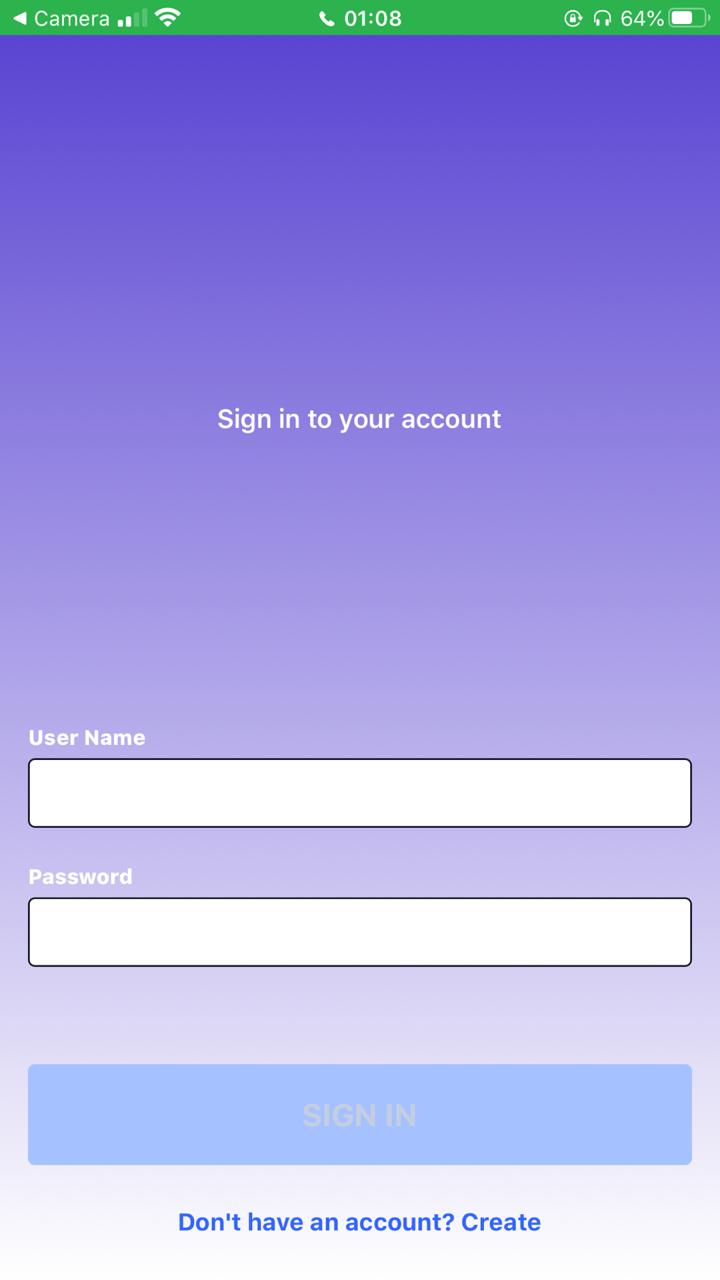 Camera 01:08 64%
Sign in to your account
User Name
Password
SIGN IN
Don't have an account? Create